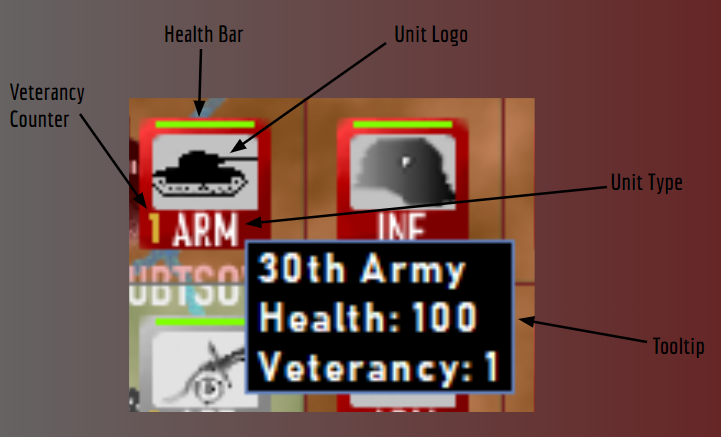 Health Bar
Unit Logo
Veterancy
Counter
Unit Type
1 ARM
INF
30th Army
Health: 100
Veterancy: 1
Tooltip